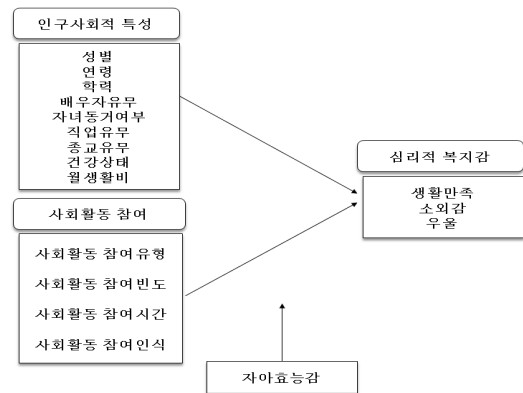 인구사회적 특성
성별
연령
학력
배우자유무
자녀동거여부
직업유무
종교유무
건강상태
월생활비
사회활동 참여
사회활동 참여유형
사회활동 참여빈도
사회활동 참여시간
사회활동 참여인식
심리적 복지감
생활만족
소외감
우울
자아효능감